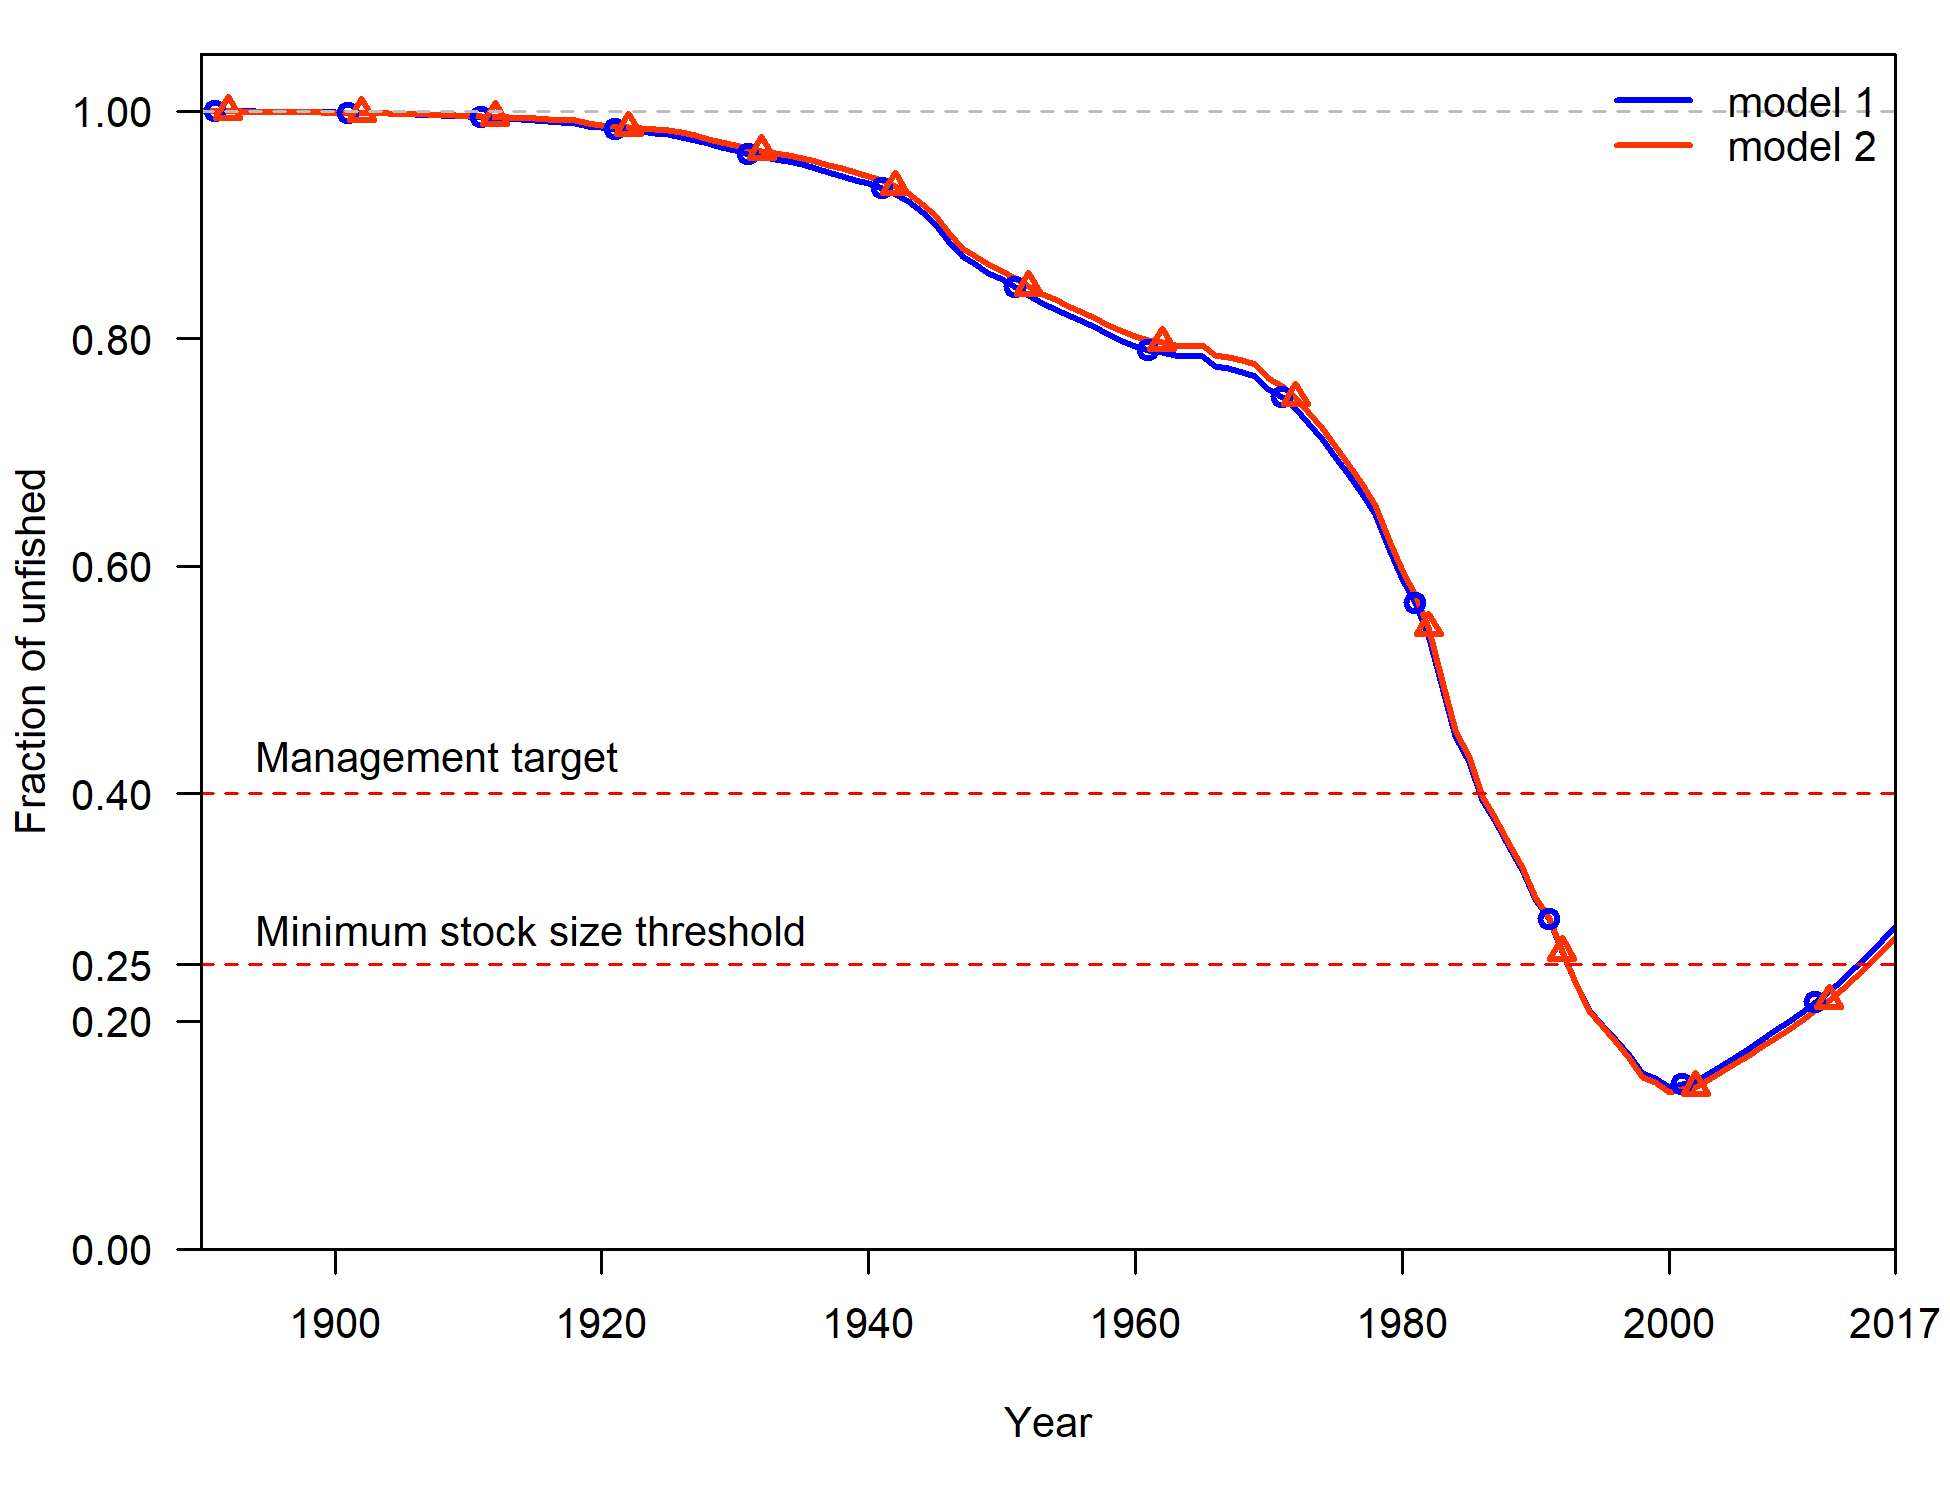 model 1
model 2
1.00
0.80
0.60
0.40
0.25
0.20
0.00
Fraction of unfished
Management target
Minimum stock size threshold
1900
1920
1940
1960
1980
2000
2017
Year